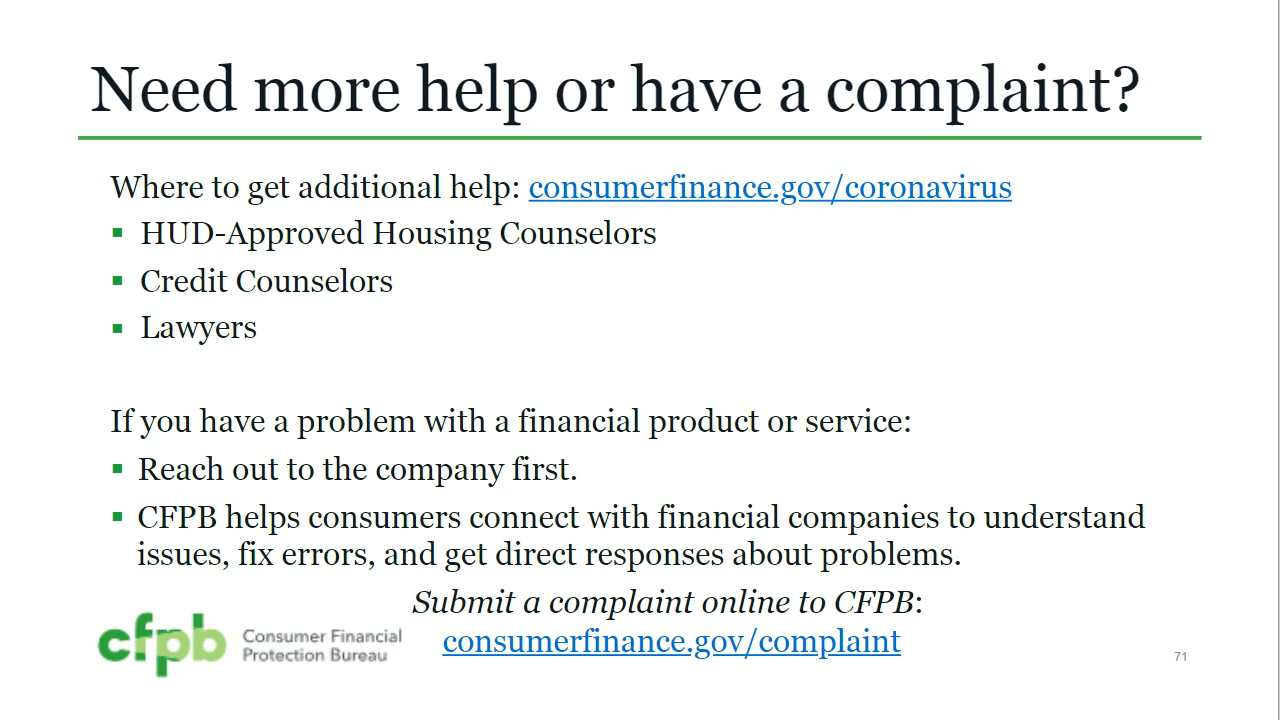 Need more help or have a complaint?
Where to get additional help: consumerfinance.gov/coronavirus
▪ HUD-Approved Housing Counselors
▪ Credit Counselors
▪ Lawyers
If you have a problem with a financial product or service:
▪ Reach out to the company first.
▪ CFPB helps consumers connect with financial companies to understand
issues, fix errors, and get direct responses about problems.
Submit a complaint online to CFPB:
consumerfinance.gov/complaint
cfpb
Consumer Financial
Protection Bureau
71